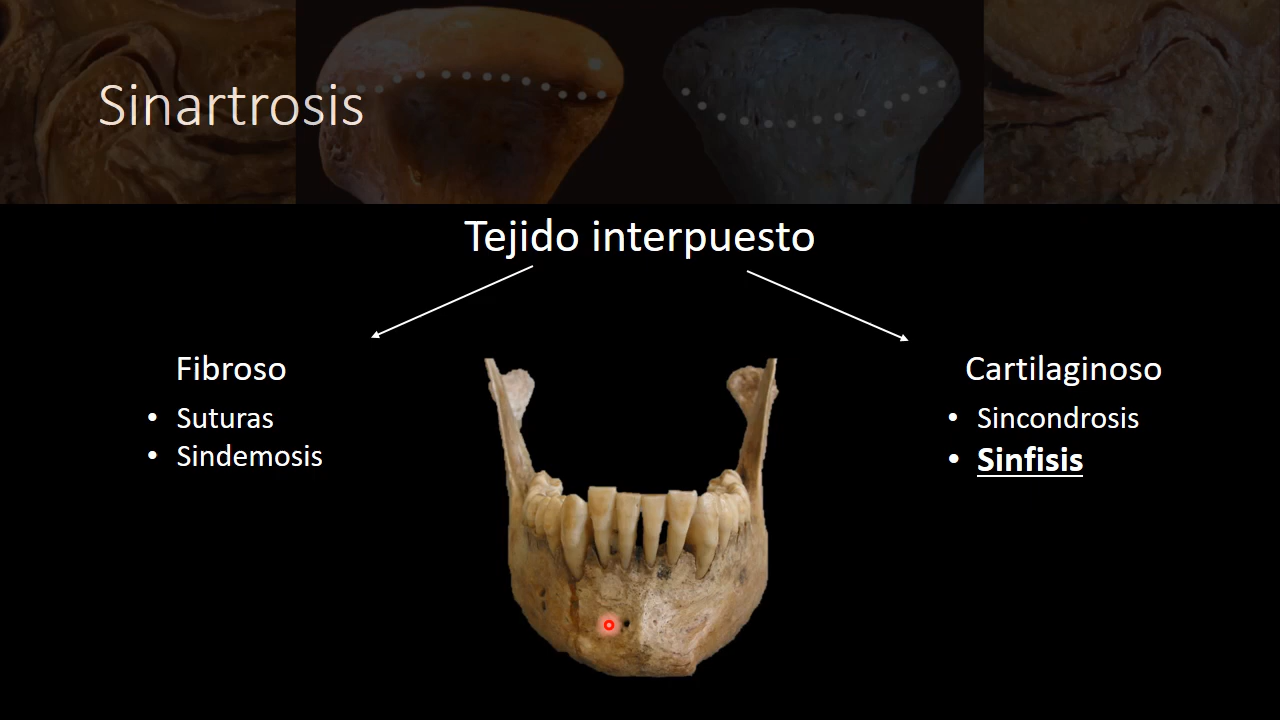 Sinartrosis
Tejido interpuesto
Fibroso
• Suturas
• Sindemosis
Cartilaginoso
• Sincondrosis
• Sinfisis